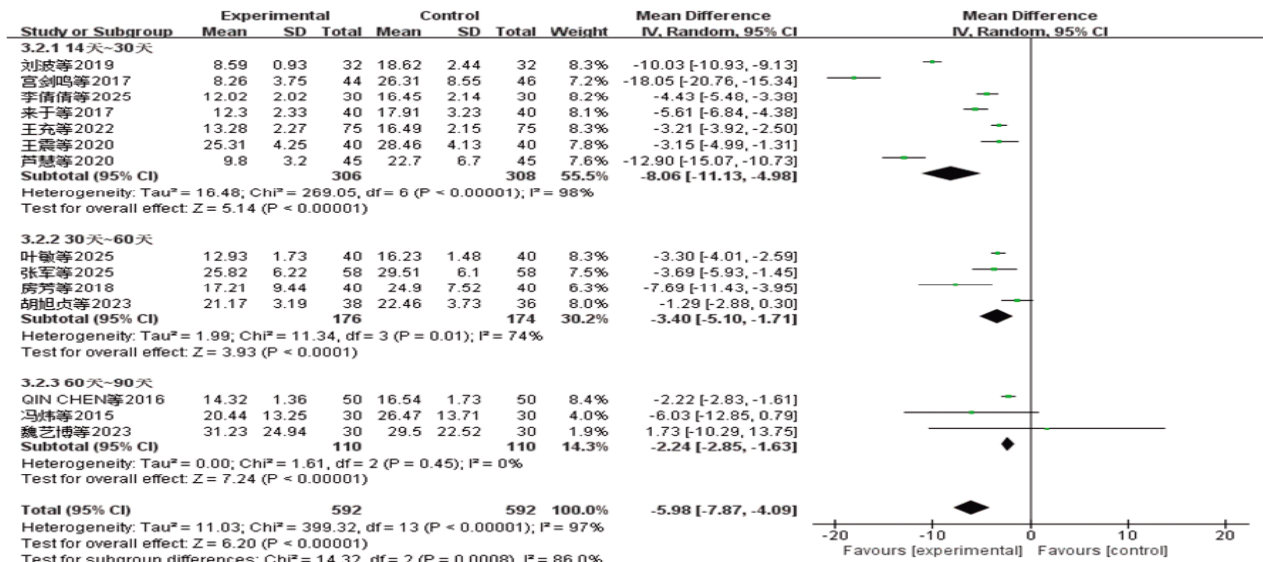 Experimental Control Mean Difference Mean Difference
Study or Subgroup Mean SD Total Mean SD Total Weight IV, Random, 95% CI IV, Random, 95% CI
3.2.1 14天~30天
刘波等2019 8.59 0.93 32 18.62 2.44 32 8.3% -10.03 [-10.93, -9.13]
宫剑鸣等2017 8.26 3.75 44 26.31 8.55 46 7.2% -18.05 [-20.76, -15.34]
李倩倩等2025 12.02 2.02 30 16.45 2.14 30 8.2% -4.43 [-5.48, -3.38]
来于等2017 12.3 2.33 40 17.91 3.23 40 8.2% -5.61 [-6.84, -4.38]
王充等2022 13.28 2.27 75 16.49 2.15 75 8.3% -3.21 [-3.92, -2.50]
王震等2020 25.31 4.25 40 28.46 4.13 40 7.8% -3.15 [-4.99, -1.31]
芦慧等2020 9.8 3.2 45 22.7 6.7 45 7.6% -12.90 [-15.07, -10.73]
Subtotal (95% CI) 306 308 55.5% -8.06 [-11.13, -4.98]
Heterogeneity: Tau² = 16.48; Chi² = 269.05, df = 6 (P < 0.00001); I² = 98%
Test for overall effect: Z = 5.14 (P < 0.00001)
3.2.2 30天~60天
叶敏等2025 12.93 1.73 40 16.23 1.48 40 8.3% -3.30 [-4.01, -2.59]
张军等2025 25.82 6.22 58 29.51 6.1 58 7.5% -3.69 [-5.93, -1.45]
房芳等2018 17.21 9.44 40 24.9 7.52 40 6.3% -7.69 [-11.43, -3.95]
胡旭贞等2023 21.17 3.19 38 22.46 3.73 36 8.0% -1.29 [-2.88, 0.30]
Subtotal (95% CI) 176 174 30.2% -3.40 [-5.10, -1.71]
Heterogeneity: Tau² = 1.99; Chi² = 11.34, df = 3 (P = 0.01); I² = 74%
Test for overall effect: Z = 3.93 (P < 0.0001)
3.2.3 60天~90天
QIN CHEN等2016 14.32 1.36 50 16.54 1.73 50 8.4% -2.22 [-2.83, -1.61]
冯炜等2015 20.44 13.25 30 26.47 13.71 30 4.0% -6.03 [-12.85, 0.79]
魏艺博等2023 31.23 24.94 30 29.5 22.52 30 1.9% 1.73 [-10.29, 13.75]
Subtotal (95% CI) 110 110 14.3% -2.24 [-2.85, -1.63]
Heterogeneity: Tau² = 0.00; Chi² = 1.61, df = 2 (P = 0.45); I² = 0%
Test for overall effect: Z = 7.24 (P < 0.00001)
Total (95% CI) 592 592 100.0% -5.98 [-7.87, -4.09]
Heterogeneity: Tau² = 11.03; Chi² = 399.32, df = 13 (P < 0.00001); I² = 97%
Test for overall effect: Z = 6.20 (P < 0.00001)
Test for subgroup differences: Chi² = 14.32, df = 2 (P = 0.0008), I² = 86.0%
-20 -10 0 10 20
Favours [experimental] Favours [control]